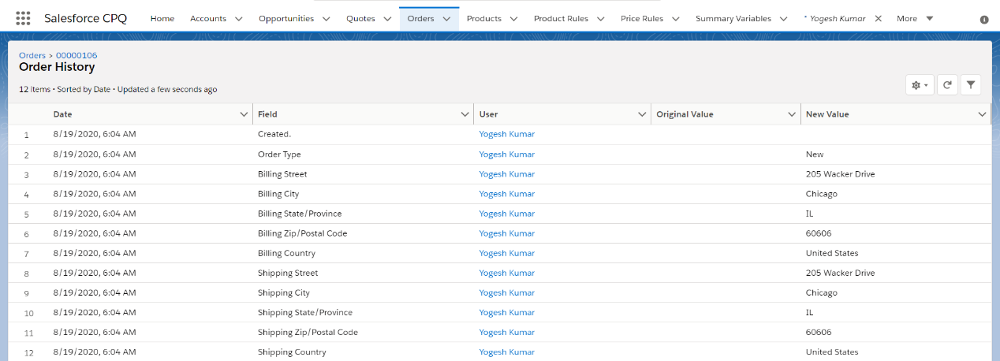 Salesforce CPQ Home Accounts Opportunities Quotes Orders Products Product Rules Price Rules Summary Variables * Yogesh Kumar More
Orders > 00000106
Order History
12 items • Sorted by Date • Updated a few seconds ago
Date Field User Original Value New Value
1 8/19/2020, 6:04 AM Created. Yogesh Kumar
2 8/19/2020, 6:04 AM Order Type Yogesh Kumar New
3 8/19/2020, 6:04 AM Billing Street Yogesh Kumar 205 Wacker Drive
4 8/19/2020, 6:04 AM Billing City Yogesh Kumar Chicago
5 8/19/2020, 6:04 AM Billing State/Province Yogesh Kumar IL
6 8/19/2020, 6:04 AM Billing Zip/Postal Code Yogesh Kumar 60606
7 8/19/2020, 6:04 AM Billing Country Yogesh Kumar United States
8 8/19/2020, 6:04 AM Shipping Street Yogesh Kumar 205 Wacker Drive
9 8/19/2020, 6:04 AM Shipping City Yogesh Kumar Chicago
10 8/19/2020, 6:04 AM Shipping State/Province Yogesh Kumar IL
11 8/19/2020, 6:04 AM Shipping Zip/Postal Code Yogesh Kumar 60606
12 8/19/2020, 6:04 AM Shipping Country Yogesh Kumar United States